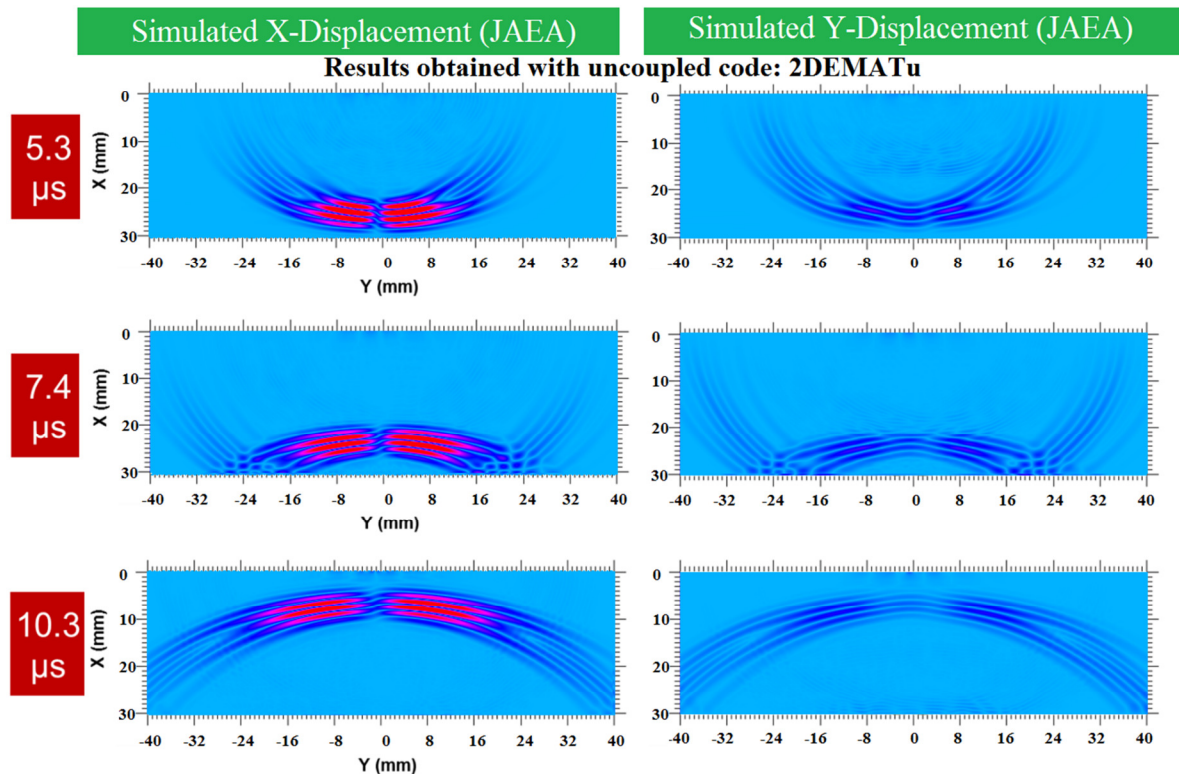 Simulated X-Displacement (JAEA)
Simulated Y-Displacement (JAEA)
Results obtained with uncoupled code: 2DEMATu
5.3
µs
X (mm)
0
10
20
30
-40 -32 -24 -16 -8 0 8 16 24 32 40
Y (mm)
0
10
20
30
-40 -32 -24 -16 -8 0 8 16 24 32 40
7.4
µs
X (mm)
0
10
20
30
-40 -32 -24 -16 -8 0 8 16 24 32 40
Y (mm)
0
10
20
30
-40 -32 -24 -16 -8 0 8 16 24 32 40
10.3
µs
X (mm)
0
10
20
30
-40 -32 -24 -16 -8 0 8 16 24 32 40
Y (mm)
0
10
20
30
-40 -32 -24 -16 -8 0 8 16 24 32 40